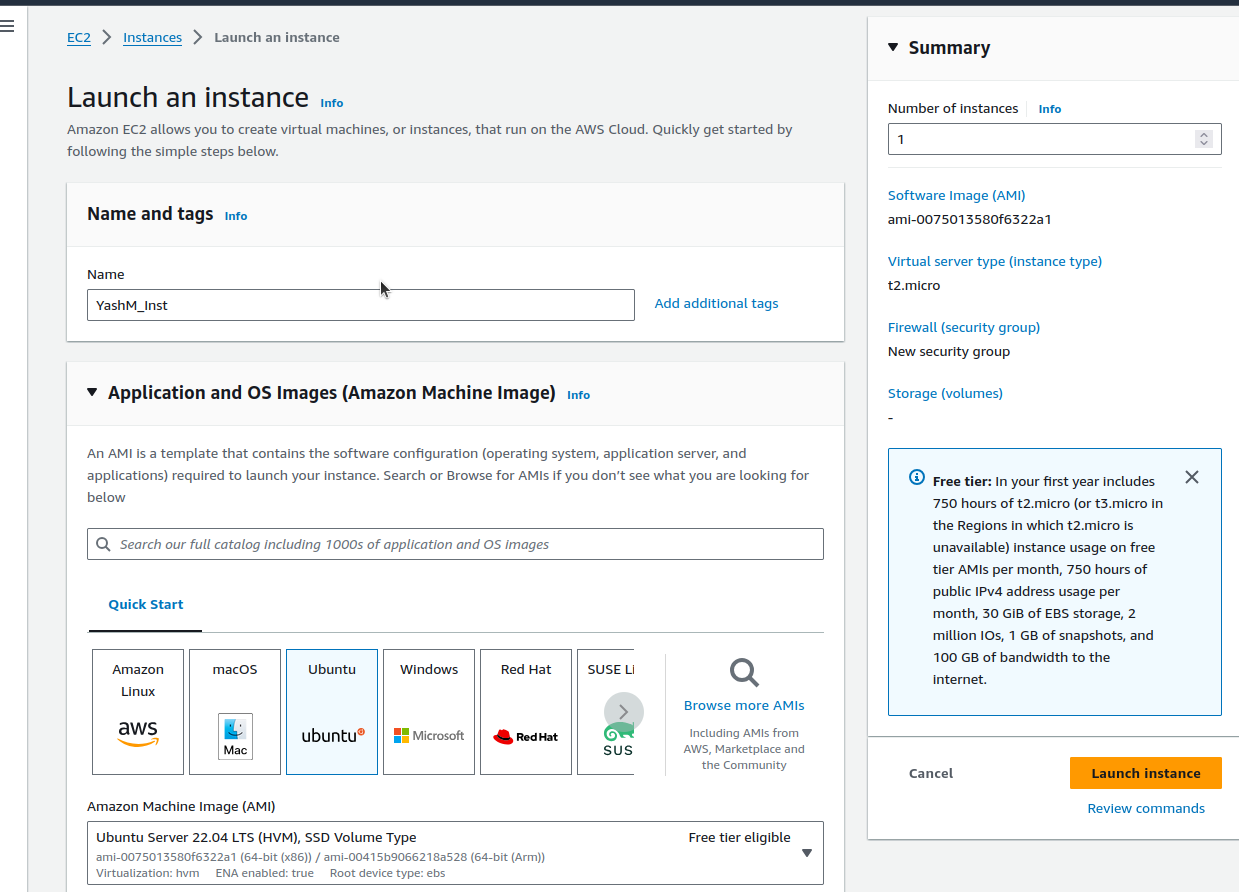 EC2 Instances Launch an instance
Launch an instance Info
Amazon EC2 allows you to create virtual machines, or instances, that run on the AWS Cloud. Quickly get started by
following the simple steps below.
Name and tags Info
Name
YashM_Inst
Add additional tags
Application and OS Images (Amazon Machine Image) Info
An AMI is a template that contains the software configuration (operating system, application server, and
applications) required to launch your instance. Search or Browse for AMIs if you don't see what you are looking for
below
Search our full catalog including 1000s of application and OS images
Quick Start
Amazon
Linux
aws
macOS
Mac
Ubuntu
ubuntu
Windows
Microsoft
Red Hat
Red Hat
SUSE Li
SUS
Browse more AMIs
Including AMIs from
AWS, Marketplace and
the Community
Amazon Machine Image (AMI)
Ubuntu Server 22.04 LTS (HVM), SSD Volume Type Free tier eligible
ami-0075013580f6322a1 (64-bit (x86)) / ami-00415b9066218a528 (64-bit (Arm))
Virtualization: hvm ENA enabled: true Root device type: ebs
Summary
Number of instances Info
1
Software Image (AMI)
ami-0075013580f6322a1
Virtual server type (instance type)
t2.micro
Firewall (security group)
New security group
Storage (volumes)
-
Free tier: In your first year includes
750 hours of t2.micro (or t3.micro in
the Regions in which t2.micro is
unavailable) instance usage on free
tier AMIs per month, 750 hours of
public IPv4 address usage per
month, 30 GiB of EBS storage, 2
million IOs, 1 GB of snapshots, and
100 GB of bandwidth to the
internet.
Cancel
Launch instance
Review commands